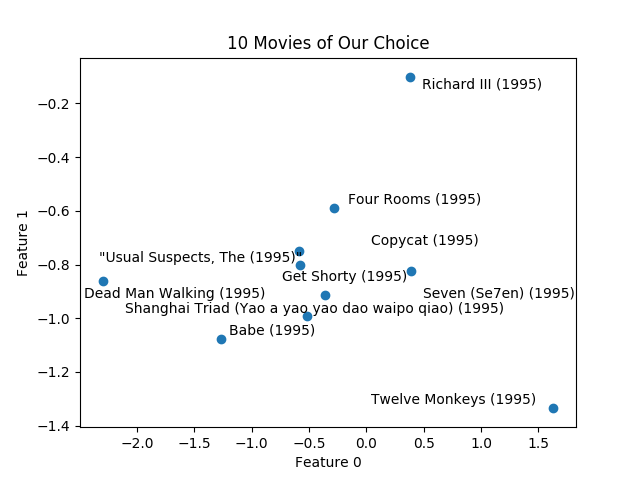 10 Movies of Our Choice
Richard III (1995)
Four Rooms (1995)
Copycat (1995)
"Usual Suspects, The (1995)"
Get Shorty (1995)
Dead Man Walking (1995)
Seven (Se7en) (1995)
Shanghai Triad (Yao a yao yao dao waipo qiao) (1995)
Babe (1995)
Twelve Monkeys (1995)
−0.2
−0.4
−0.6
−0.8
−1.0
−1.2
−1.4
Feature 1
−2.0 −1.5 −1.0 −0.5 0.0 0.5 1.0 1.5
Feature 0